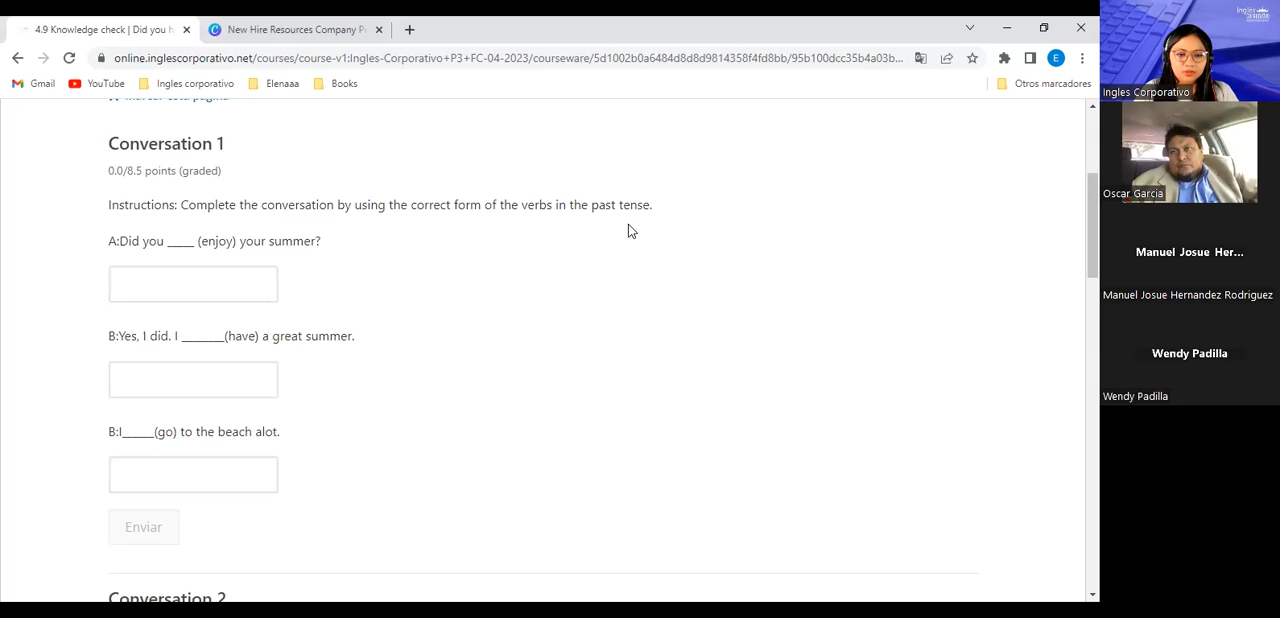 4.9 Knowledge check | Did you h
New Hire Resources Company P
online.inglescorporativo.net/courses/course-v1:Ingles-Corporativo+P3+FC-04-2023/courseware/5d1002b0a6484d8d8d9814358f4fd8bb/95b100dcc35b4a03b...
E
Gmail
YouTube
Ingles corporativo
Elenaaa
Books
Otros marcadores
Conversation 1
0.0/8.5 points (graded)
Instructions: Complete the conversation by using the correct form of the verbs in the past tense.
A:Did you _____ (enjoy) your summer?
B:Yes, I did. I ________(have) a great summer.
B:I______(go) to the beach alot.
Enviar
Conversation 2
Ingles Corporativo
Oscar García
Manuel Josue Her...
Manuel Josue Hernandez Rodriguez
Wendy Padilla
Wendy Padilla